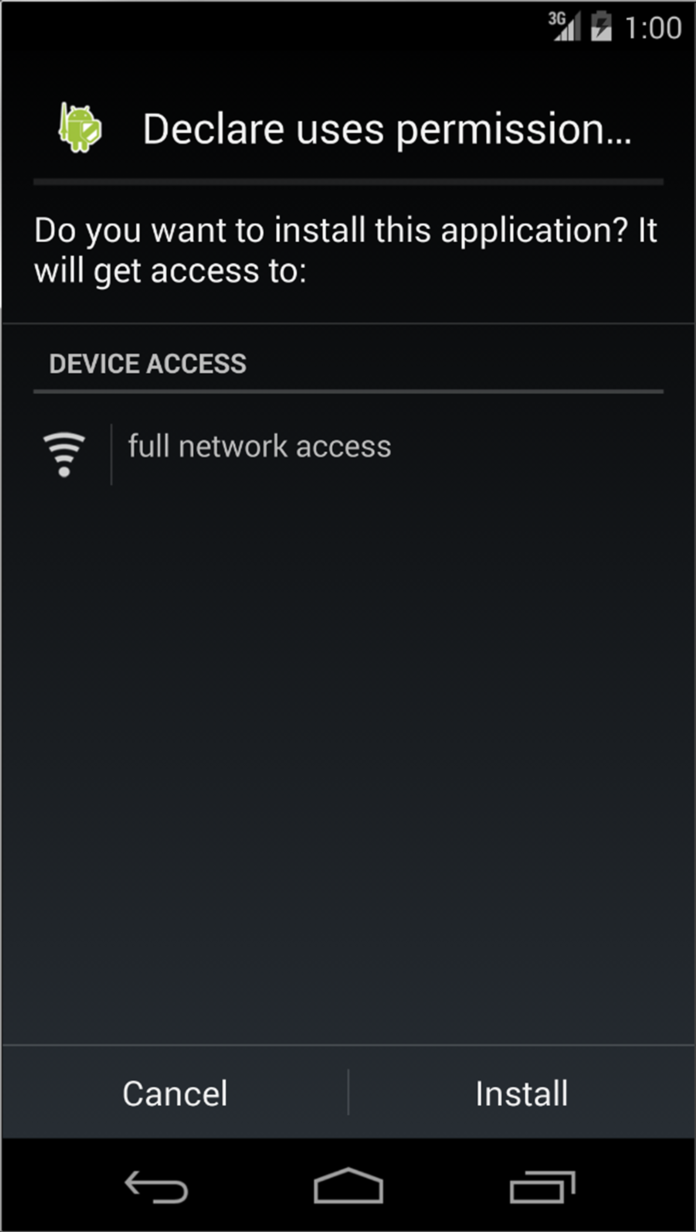 3G 1:00
Declare uses permission...
Do you want to install this application? It
will get access to:
DEVICE ACCESS
full network access
Cancel Install